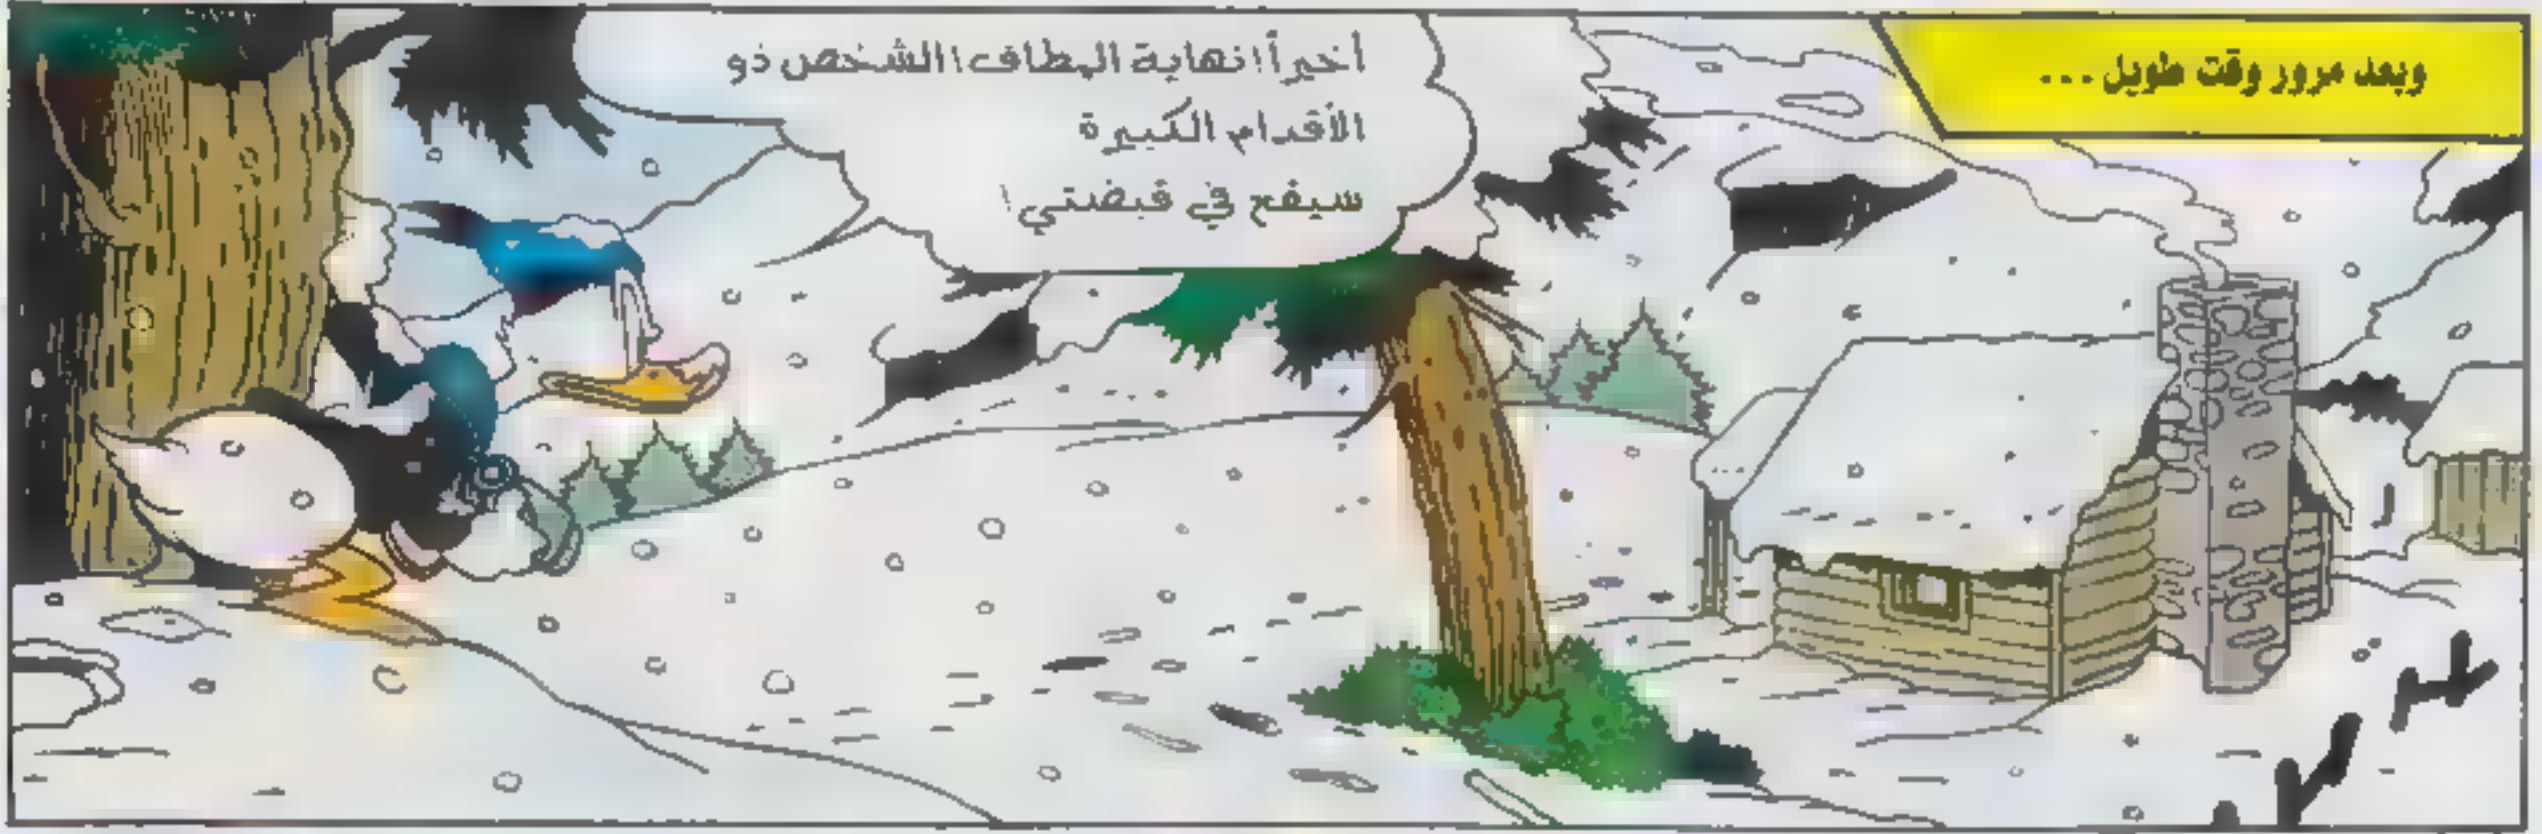 وبعد مرور وقت طويل ...
أخيراً! نهاية المطاف! الشخص ذو
الأقدام الكبيرة
سيقع في قبضتي!